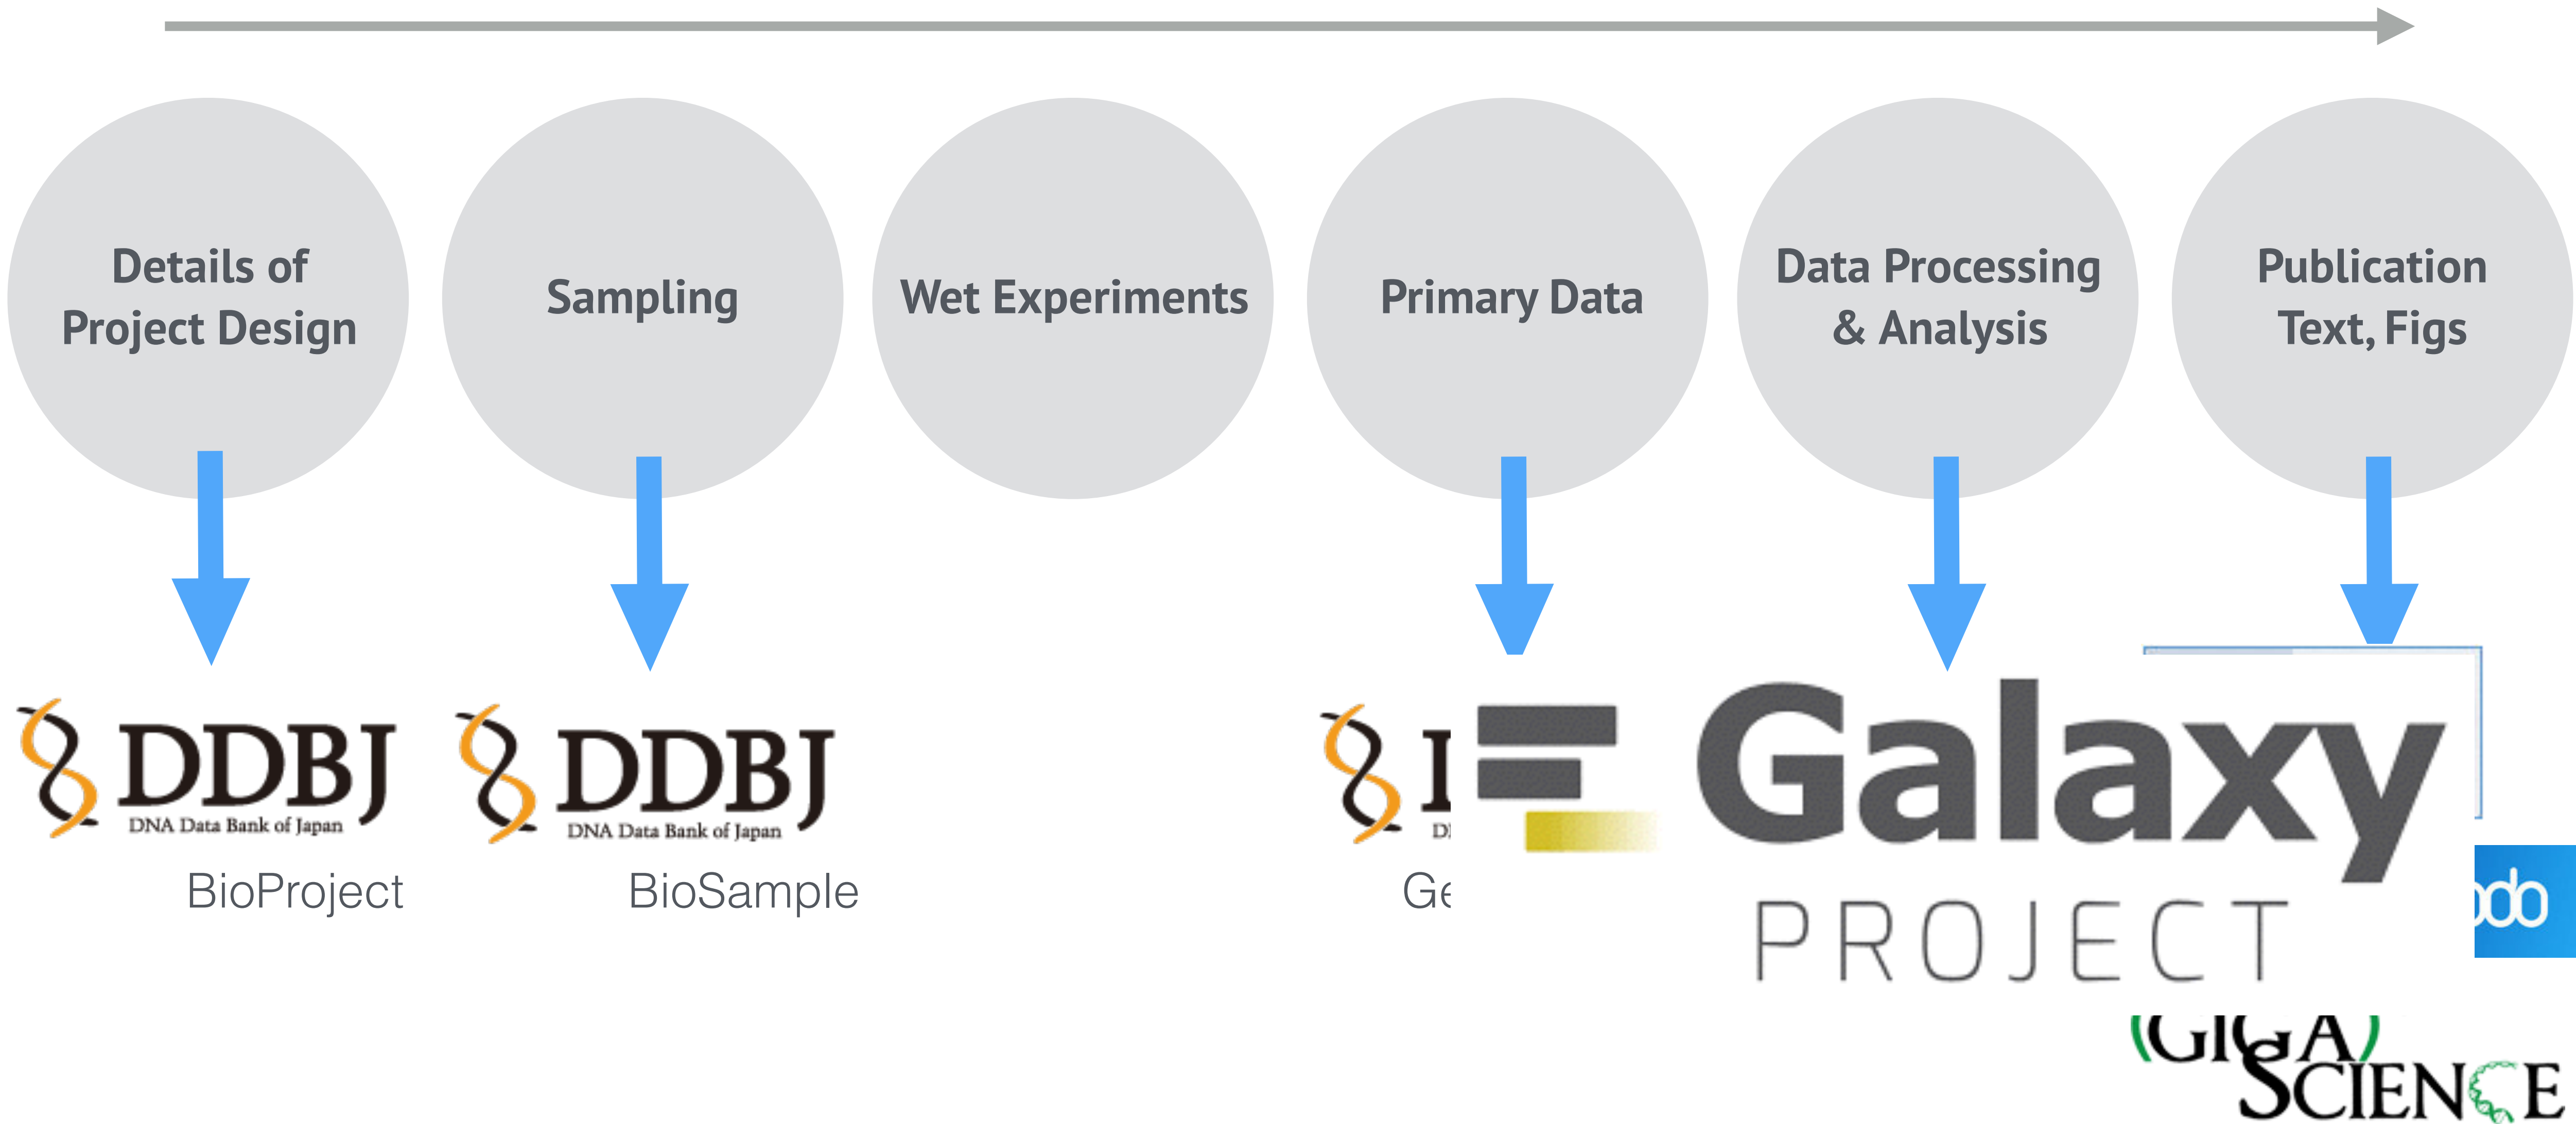 Details of
Project Design
Sampling
Wet Experiments
Primary Data
Data Processing
& Analysis
Publication
Text, Figs
DDBJ
DNA Data Bank of Japan
BioProject
DDBJ
DNA Data Bank of Japan
BioSample
Galaxy
PROJECT
(GIGA)
SCIENCE